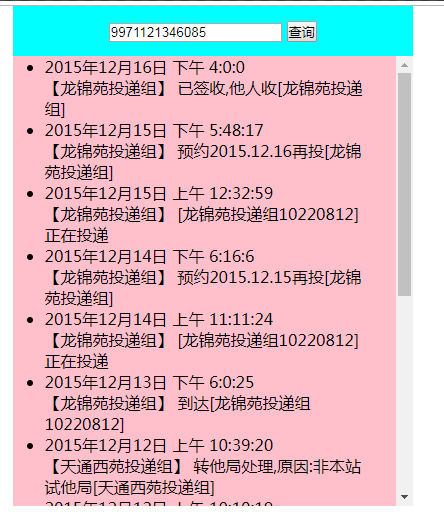 9971121346085 查询
2015年12月16日 下午 4:0:0
【龙锦苑投递组】 已签收,他人收[龙锦苑投递
组]
2015年12月15日 下午 5:48:17
【龙锦苑投递组】 预约2015.12.16再投[龙锦
苑投递组]
2015年12月15日 上午 12:32:59
【龙锦苑投递组】 [龙锦苑投递组10220812]
正在投递
2015年12月14日 下午 6:16:6
【龙锦苑投递组】 预约2015.12.15再投[龙锦
苑投递组]
2015年12月14日 上午 11:11:24
【龙锦苑投递组】 [龙锦苑投递组10220812]
正在投递
2015年12月13日 下午 6:0:25
【龙锦苑投递组】 到达[龙锦苑投递组
10220812]
2015年12月12日 上午 10:39:20
【天通西苑投递组】 转他局处理,原因:非本站
试他局[天通西苑投递组]